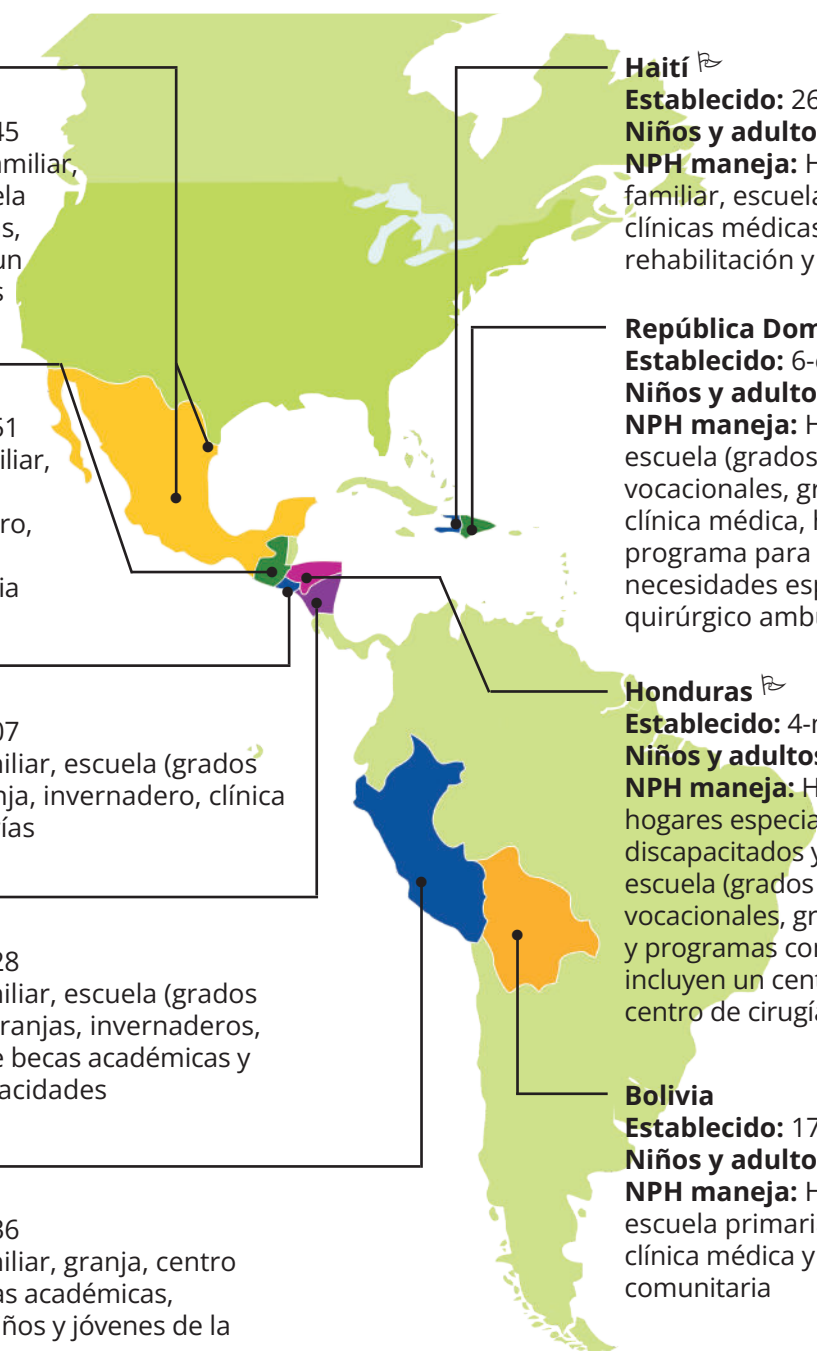 45
amiliar,
ela
s,
un
s
61
iliar,
ro,
ia
07
iliar, escuela (grados
nja, invernadero, clínica
ías
28
iliar, escuela (grados
ranjas, invernaderos,
e becas académicas y
acidades
36
iliar, granja, centro
as académicas,
iños y jóvenes de la
Haití
Establecido: 26
Niños y adulto
NPH maneja: H
familiar, escuela
clínicas médicas
rehabilitación y
República Dom
Establecido: 6-
Niños y adulto
NPH maneja: H
escuela (grados
vocacionales, gr
clínica médica, h
programa para
necesidades esp
quirúrgico ambu
Honduras
Establecido: 4-
Niños y adultos
NPH maneja: H
hogares especia
discapacitados y
escuela (grados
vocacionales, gr
y programas co
incluyen un cent
centro de cirugía
Bolivia
Establecido: 17
Niños y adulto
NPH maneja: H
escuela primari
clínica médica y
comunitaria